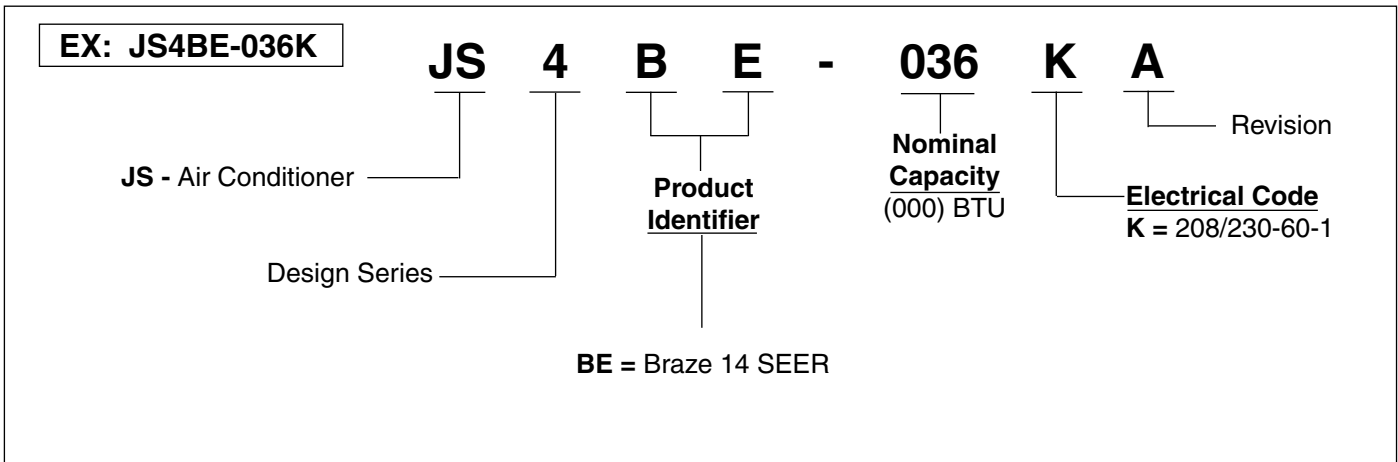 EX: JS4BE-036K
JS 4 B E - 036 K A
Revision
JS - Air Conditioner
Nominal
Capacity
(000) BTU
Product
Identifier
Electrical Code
K = 208/230-60-1
Design Series
BE = Braze 14 SEER